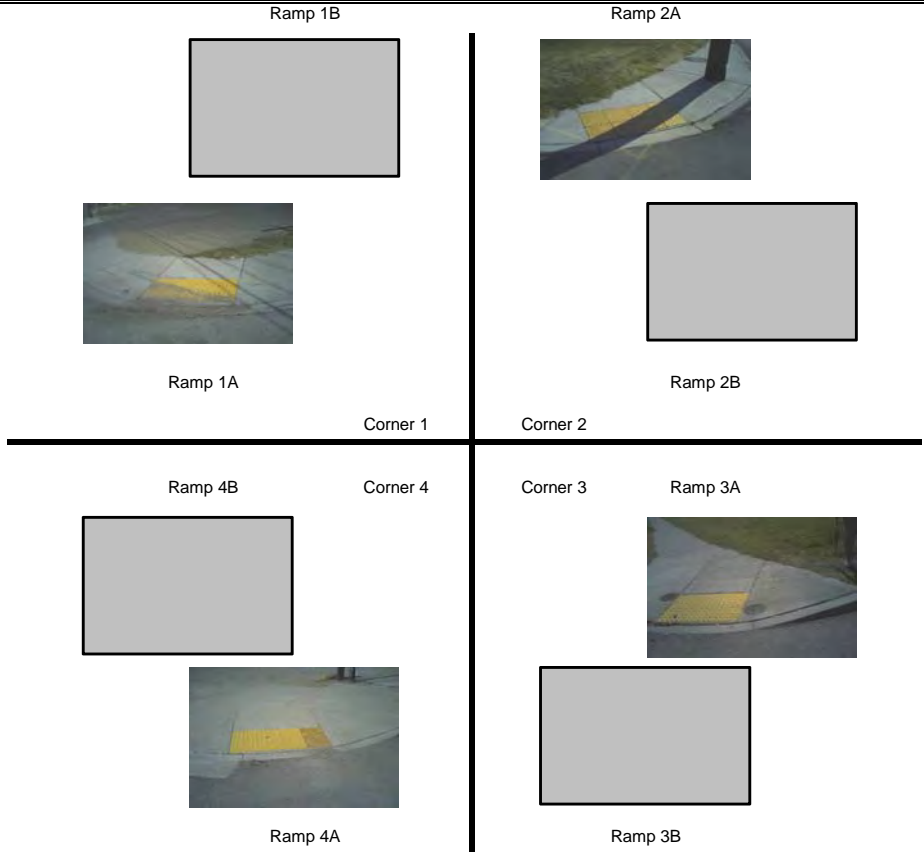 Ramp 1B
Ramp 2A
Ramp 1A
Ramp 2B
Corner 1
Corner 2
Ramp 4B
Corner 4
Corner 3
Ramp 3A
Ramp 4A
Ramp 3B